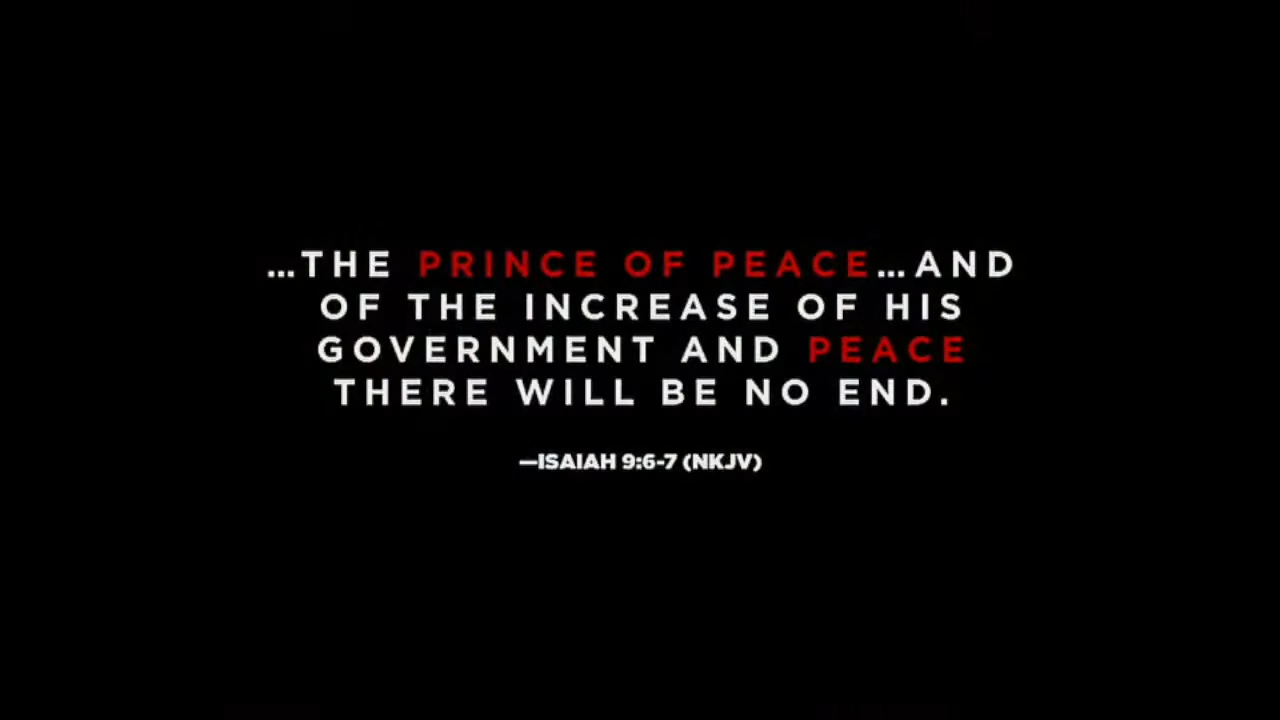 …THE PRINCE OF PEACE…AND
OF THE INCREASE OF HIS
GOVERNMENT AND PEACE
THERE WILL BE NO END.
—ISAIAH 9:6-7 (NKJV)